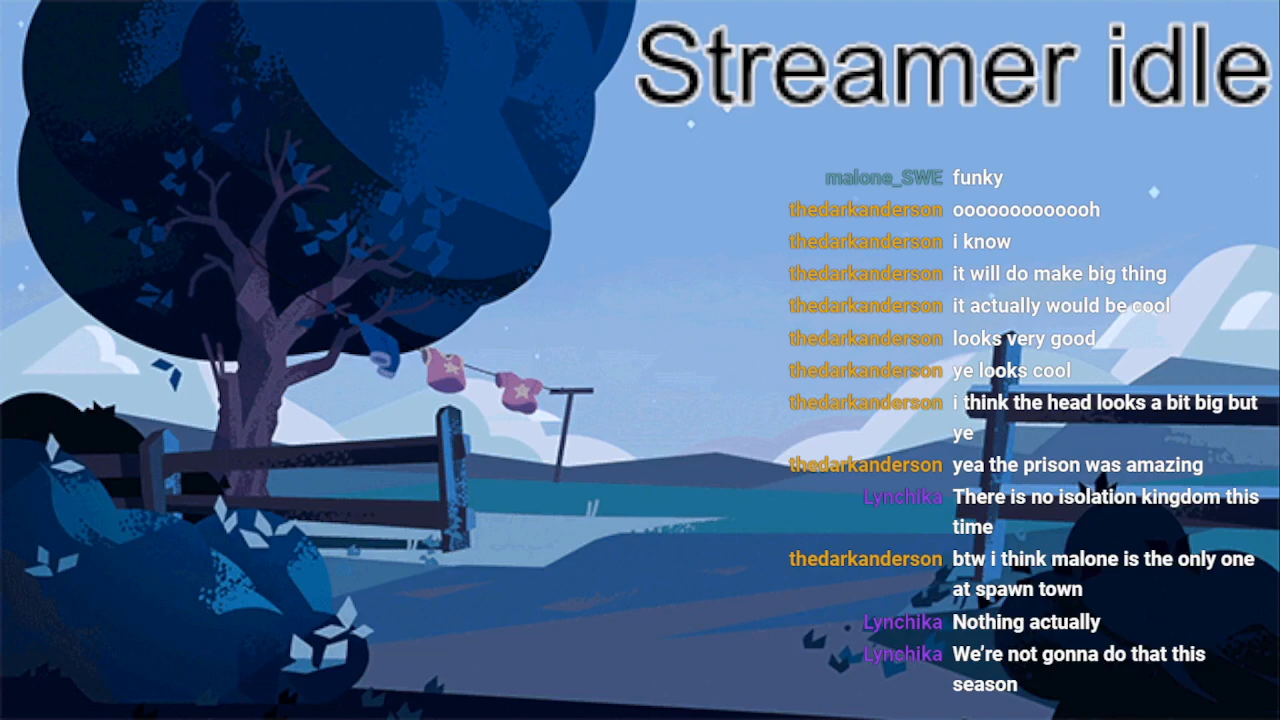 Streamer idle
malone_SWE funky
thedarkanderson ooooooooooooh
thedarkanderson i know
thedarkanderson it will do make big thing
thedarkanderson it actually would be cool
thedarkanderson looks very good
thedarkanderson ye looks cool
thedarkanderson i think the head looks a bit big but
ye
thedarkanderson yea the prison was amazing
Lynchika There is no isolation kingdom this
time
thedarkanderson btw i think malone is the only one
at spawn town
Lynchika Nothing actually
Lynchika We're not gonna do that this
season